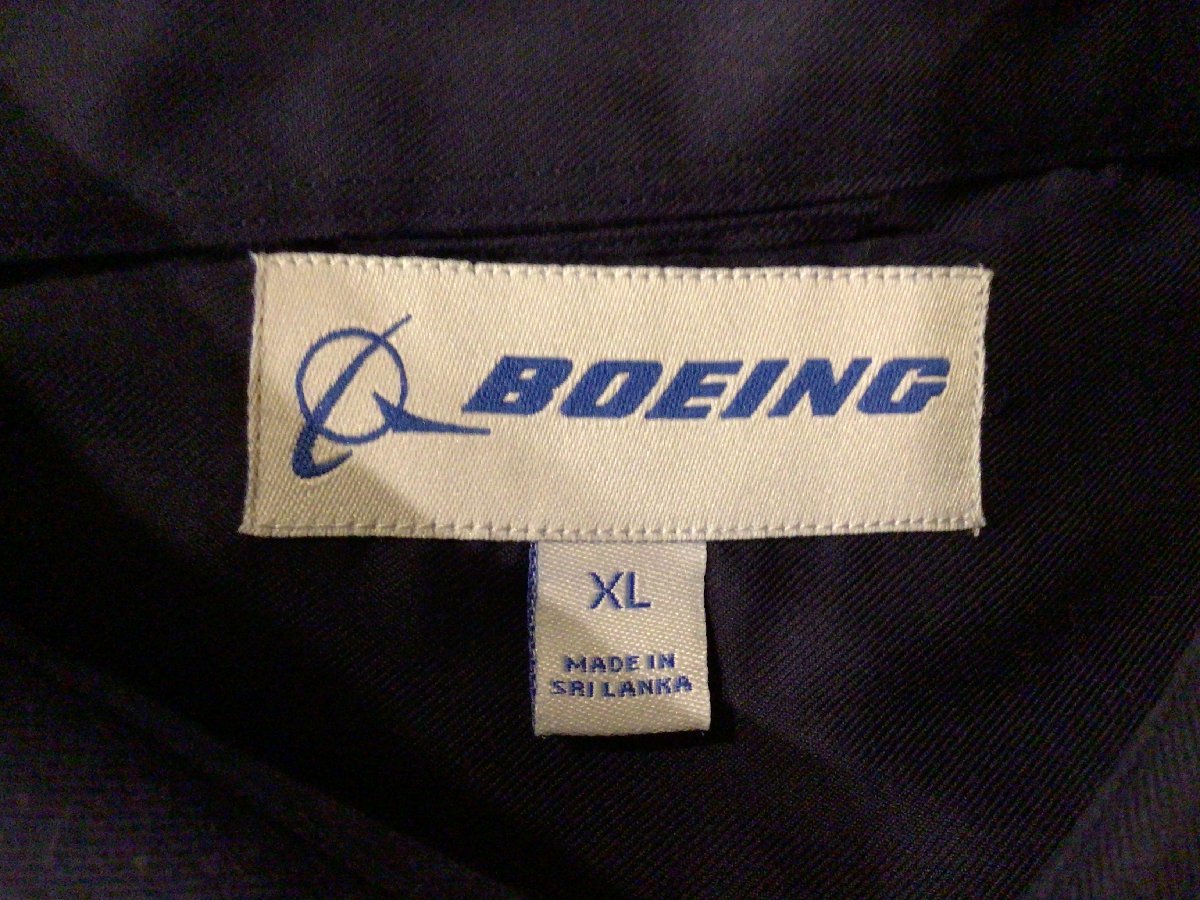 BOEING
XL
MADE IN
SRI LANKA